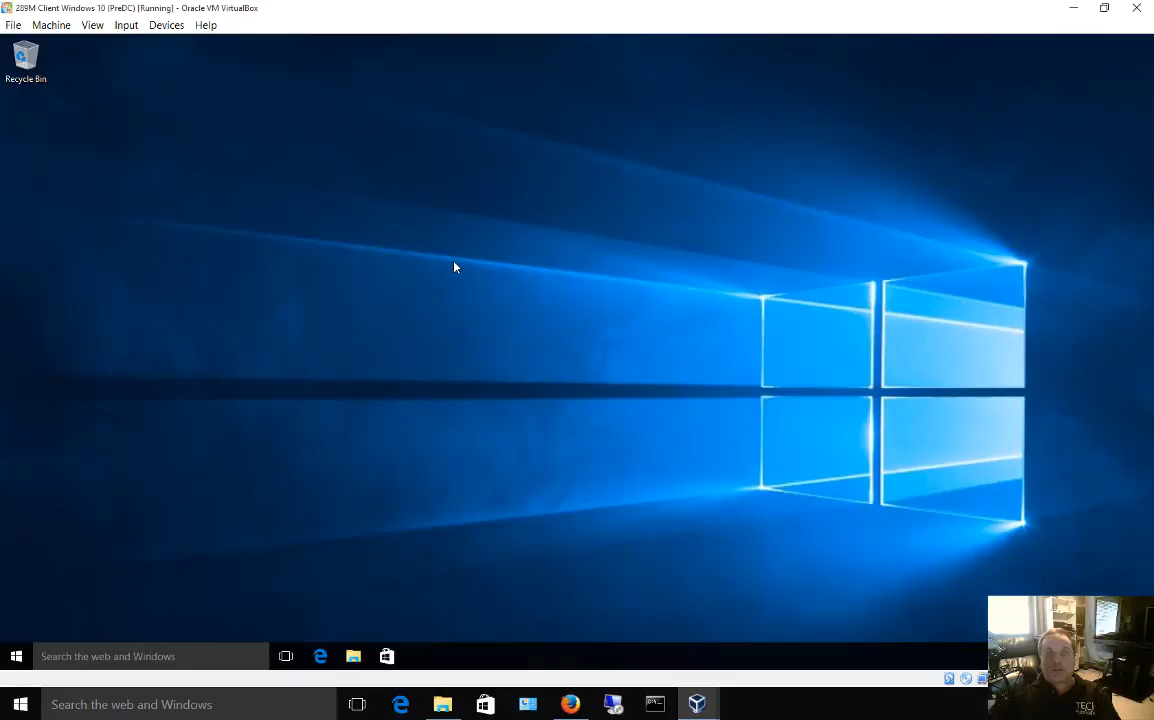 289M Client Windows 10 (PreDC) [Running] - Oracle VM VirtualBox
File Machine View Input Devices Help
Recycle Bin
Search the web and Windows
Search the web and Windows
TECH